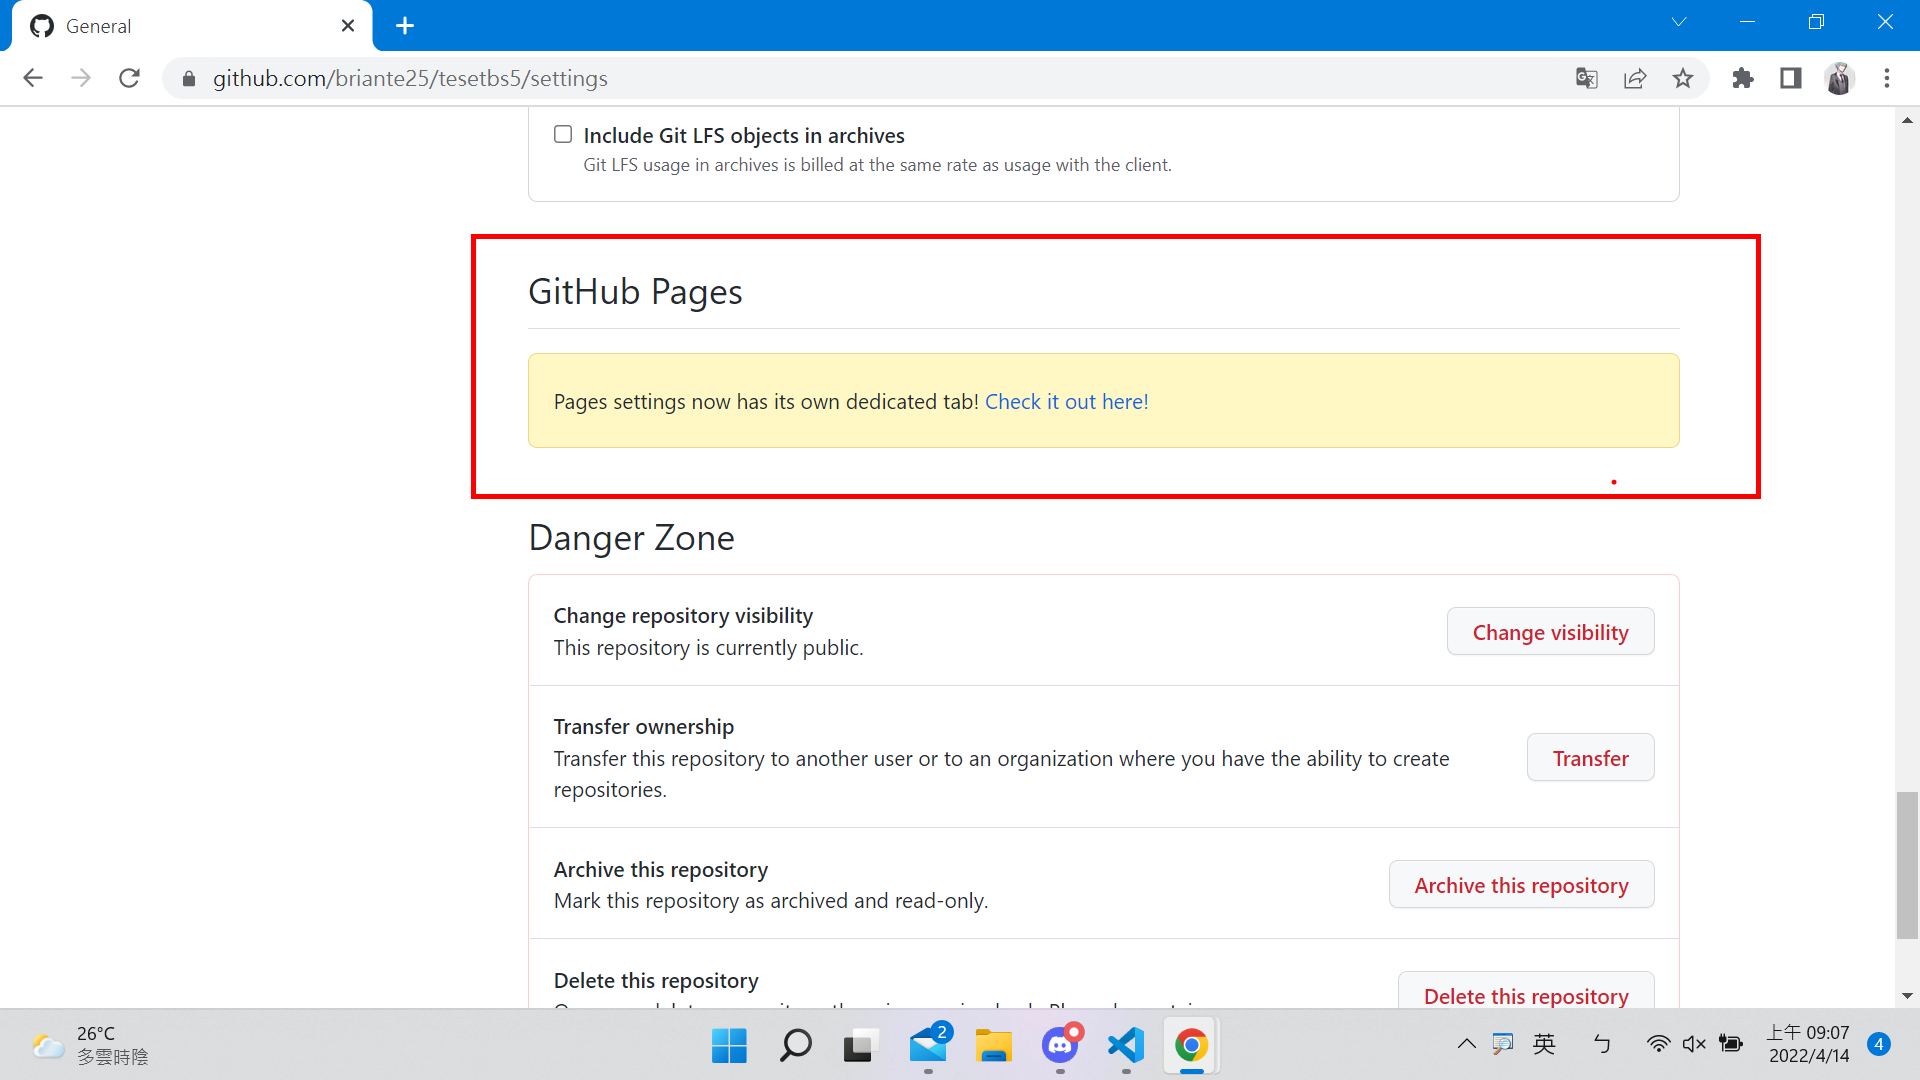 General
github.com/briante25/tesetbs5/settings
Include Git LFS objects in archives
Git LFS usage in archives is billed at the same rate as usage with the client.
GitHub Pages
Pages settings now has its own dedicated tab! Check it out here!
Danger Zone
Change repository visibility
This repository is currently public.
Change visibility
Transfer ownership
Transfer this repository to another user or to an organization where you have the ability to create
repositories.
Transfer
Archive this repository
Mark this repository as archived and read-only.
Archive this repository
Delete this repository
Delete this repository
26°C
多雲時陰
2
英
ㄅ
上午 09:07
2022/4/14
4